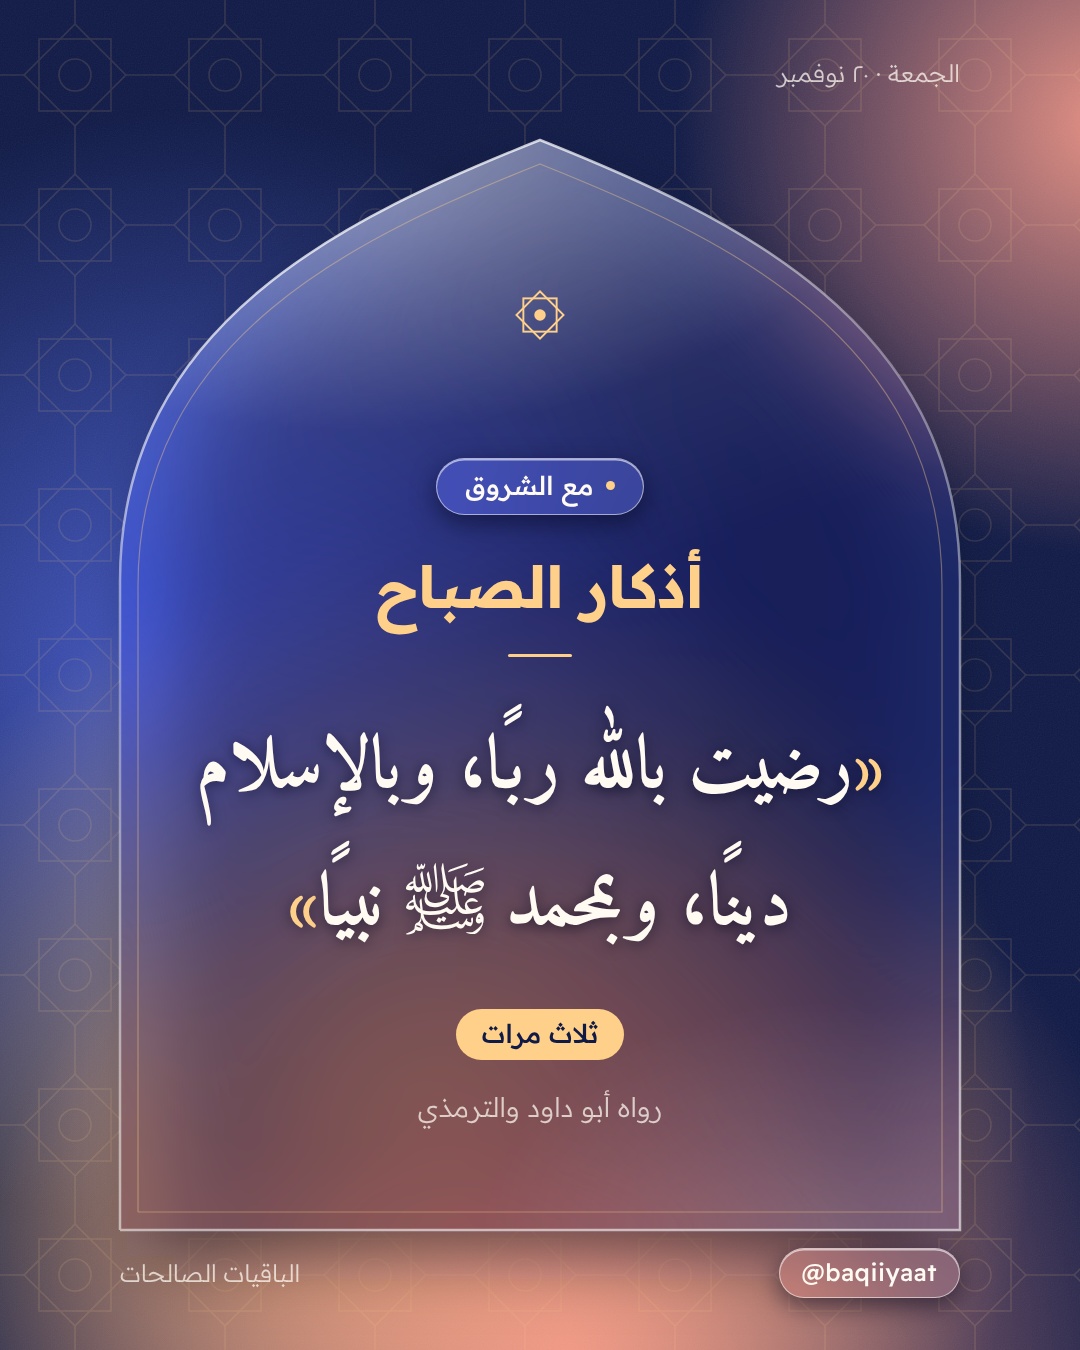 الجمعة · ٢٠ نوفمبر
مع الشروق
أذكار الصباح
«رضيت بالله ربًا، وبالإسلام
دينًا، وبمحمد ﷺ نبيًا»
ثلاث مرات
رواه أبو داود والترمذي
@baqiiyaat
الباقيات الصالحات